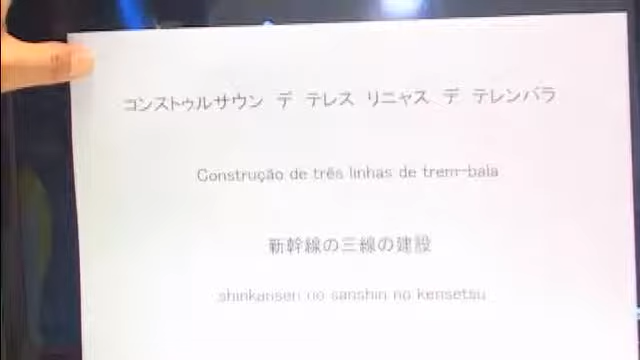 コンストゥルサウン デ テレス リニャス デ テレンバラ
Construção de três linhas de trem-bala
新幹線の三線の建設
shinkansen no sanshin no kensetsu